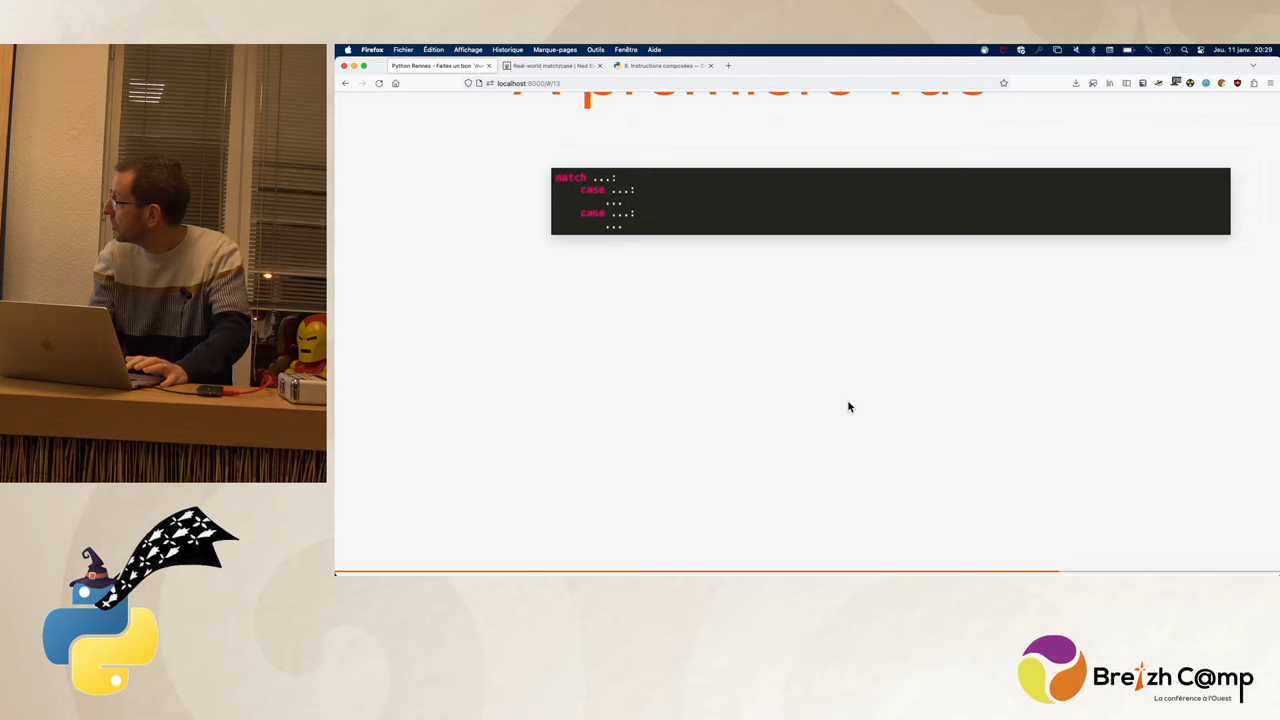 Firefox Fichier Édition Affichage Historique Marque-pages Outils Fenêtre Aide
Jeu. 11 janv. 20:29
Python Rennes - Faites un bon "ma
Real-world match/case | Ned B
8. Instructions composées — D
localhost:8000/#/13
match ...:
case ...:
...
case ...:
...
Breizh C@mp
La conférence à l'Ouest